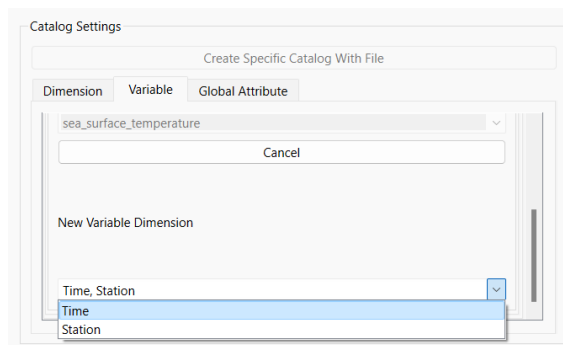 Catalog Settings
Create Specific Catalog With File
Dimension Variable Global Attribute
sea_surface_temperature
Cancel
New Variable Dimension
Time, Station
Time
Station